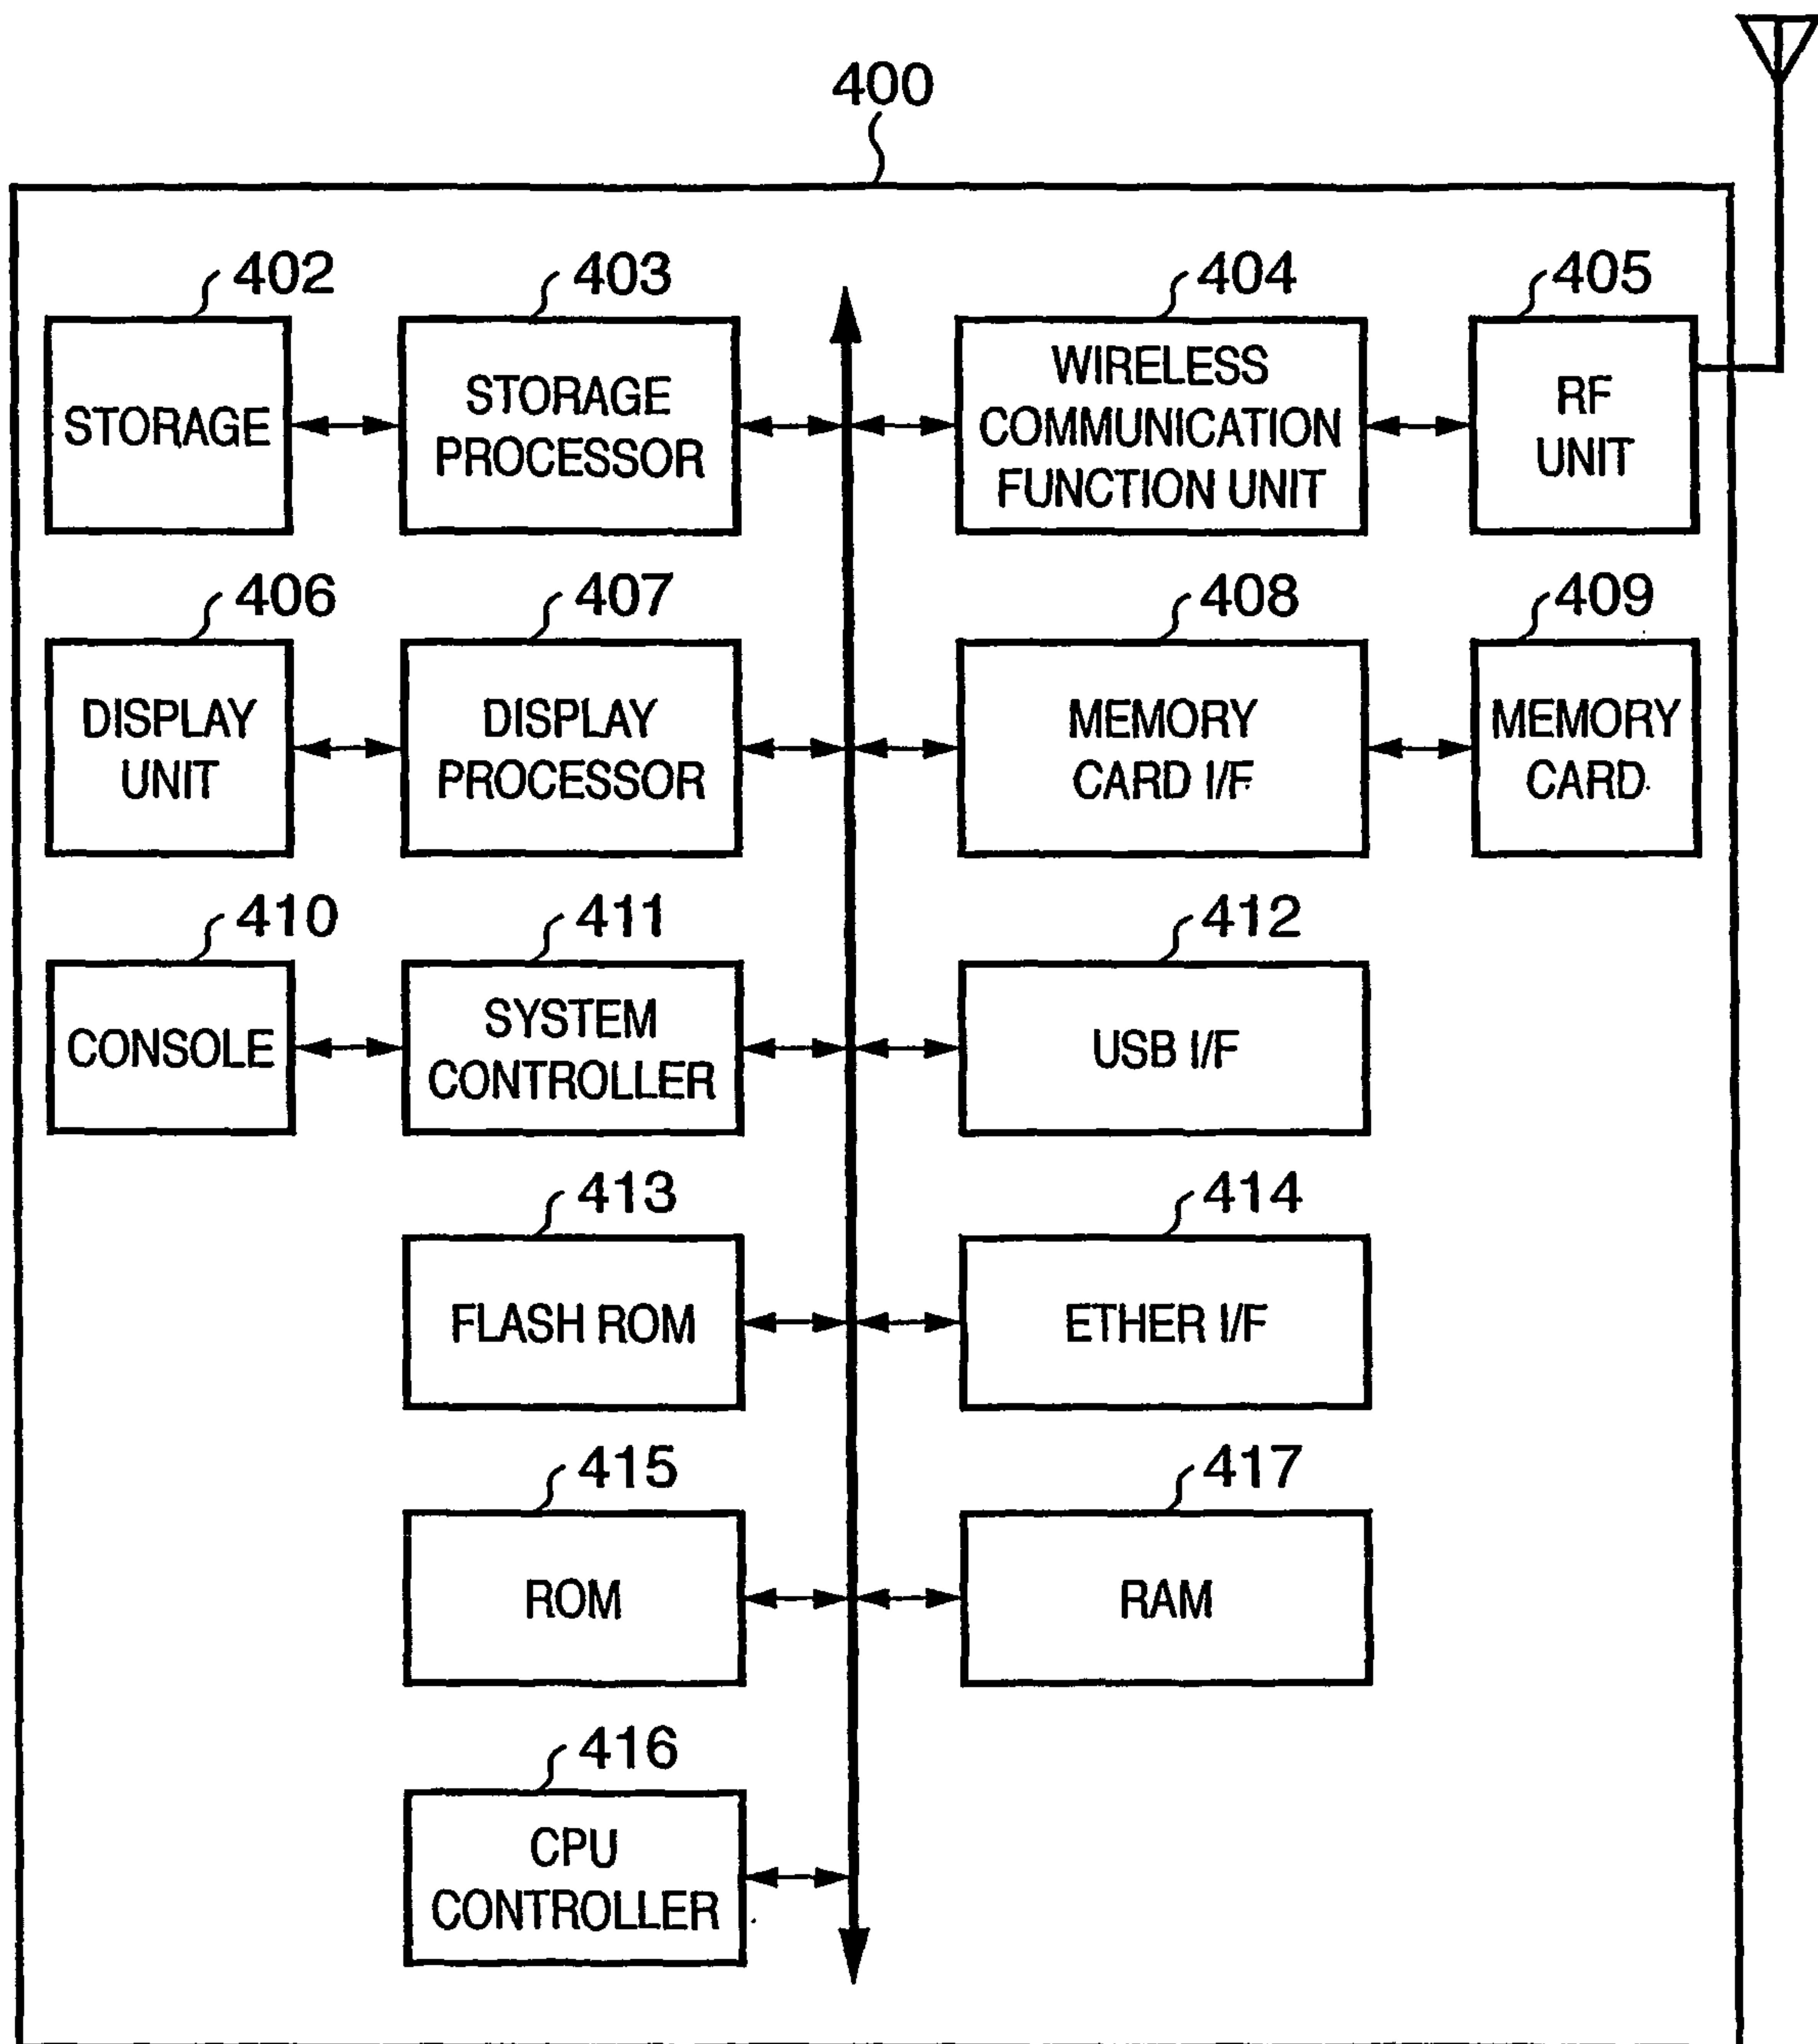 400
402
403
404
405
STORAGE
STORAGE
PROCESSOR
WIRELESS
COMMUNICATION
FUNCTION UNIT
RF
UNIT
406
407
408
409
DISPLAY
UNIT
DISPLAY
PROCESSOR
MEMORY
CARD I/F
MEMORY
CARD
410
411
412
CONSOLE
SYSTEM
CONTROLLER
USB I/F
413
414
FLASH ROM
ETHER I/F
415
417
ROM
RAM
416
CPU
CONTROLLER